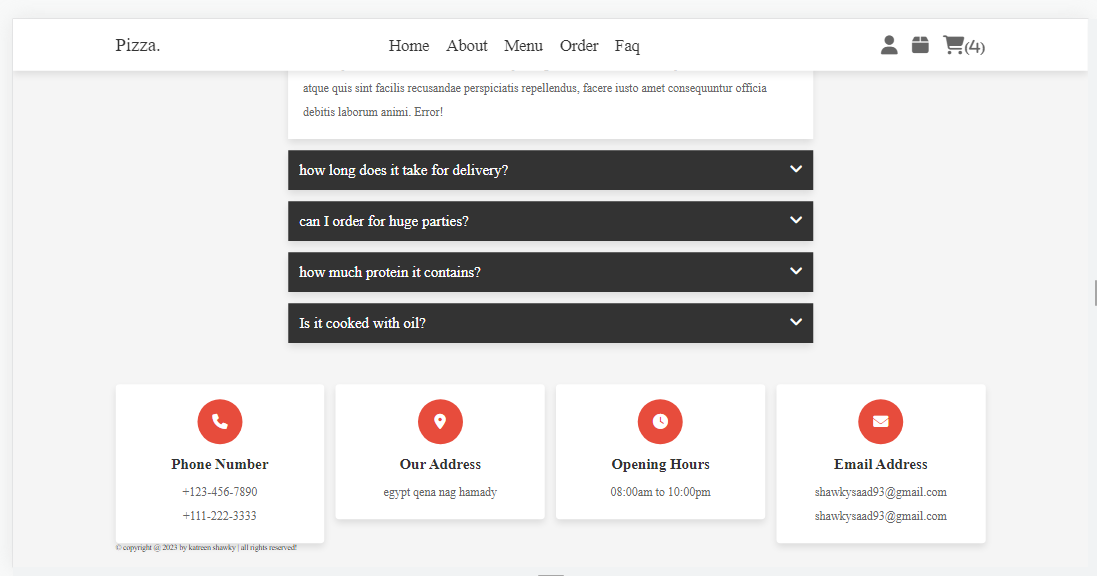 Pizza.
Home About Menu Order Faq
(4)
atque quis sint facilis recusandae perspiciatis repellendus, facere iusto amet consequuntur officia
debitis laborum animi. Error!
how long does it take for delivery?
can I order for huge parties?
how much protein it contains?
Is it cooked with oil?
Phone Number
+123-456-7890
+111-222-3333
Our Address
egypt qena nag hamady
Opening Hours
08:00am to 10:00pm
Email Address
shawkysaad93@gmail.com
shawkysaad93@gmail.com
© copyright @ 2023 by katreen shawky | all rights reserved!